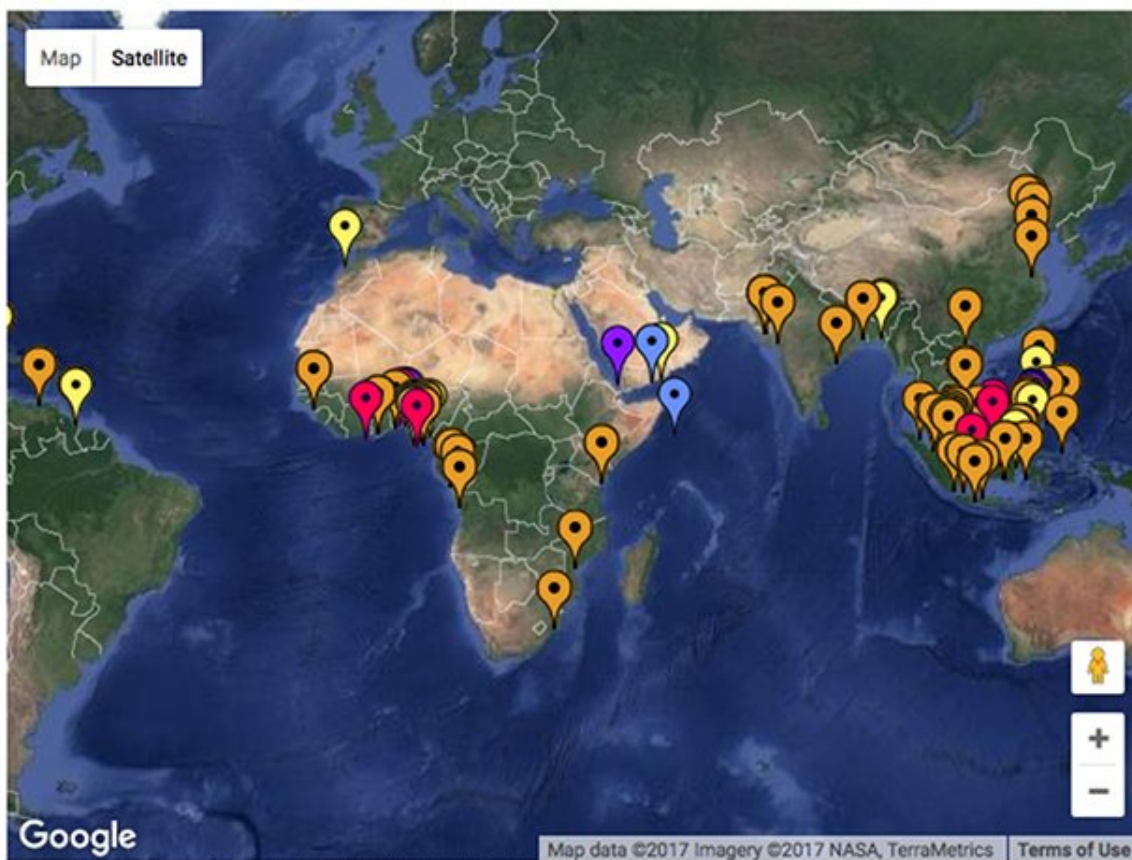 Map Satellite
+
−
Google
Map data ©2017 Imagery ©2017 NASA, TerraMetrics Terms of Use